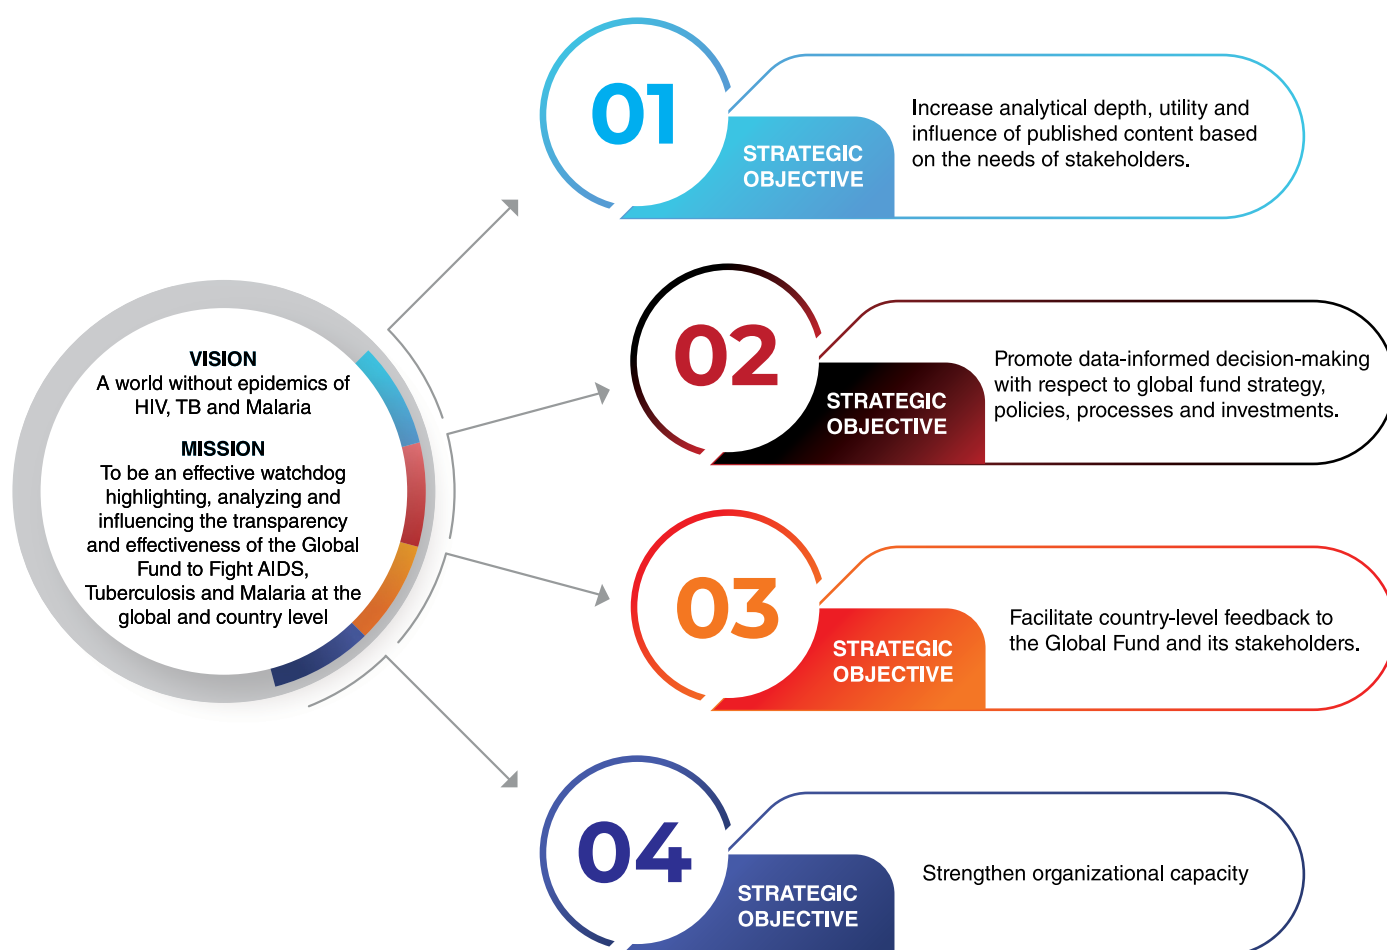 VISION
A world without epidemics of
HIV, TB and Malaria
MISSION
To be an effective watchdog
highlighting, analyzing and
influencing the transparency
and effectiveness of the Global
Fund to Fight AIDS,
Tuberculosis and Malaria at the
global and country level
01
STRATEGIC
OBJECTIVE
Increase analytical depth, utility and
influence of published content based
on the needs of stakeholders.
02
STRATEGIC
OBJECTIVE
Promote data-informed decision-making
with respect to global fund strategy,
policies, processes and investments.
03
STRATEGIC
OBJECTIVE
Facilitate country-level feedback to
the Global Fund and its stakeholders.
04
STRATEGIC
OBJECTIVE
Strengthen organizational capacity